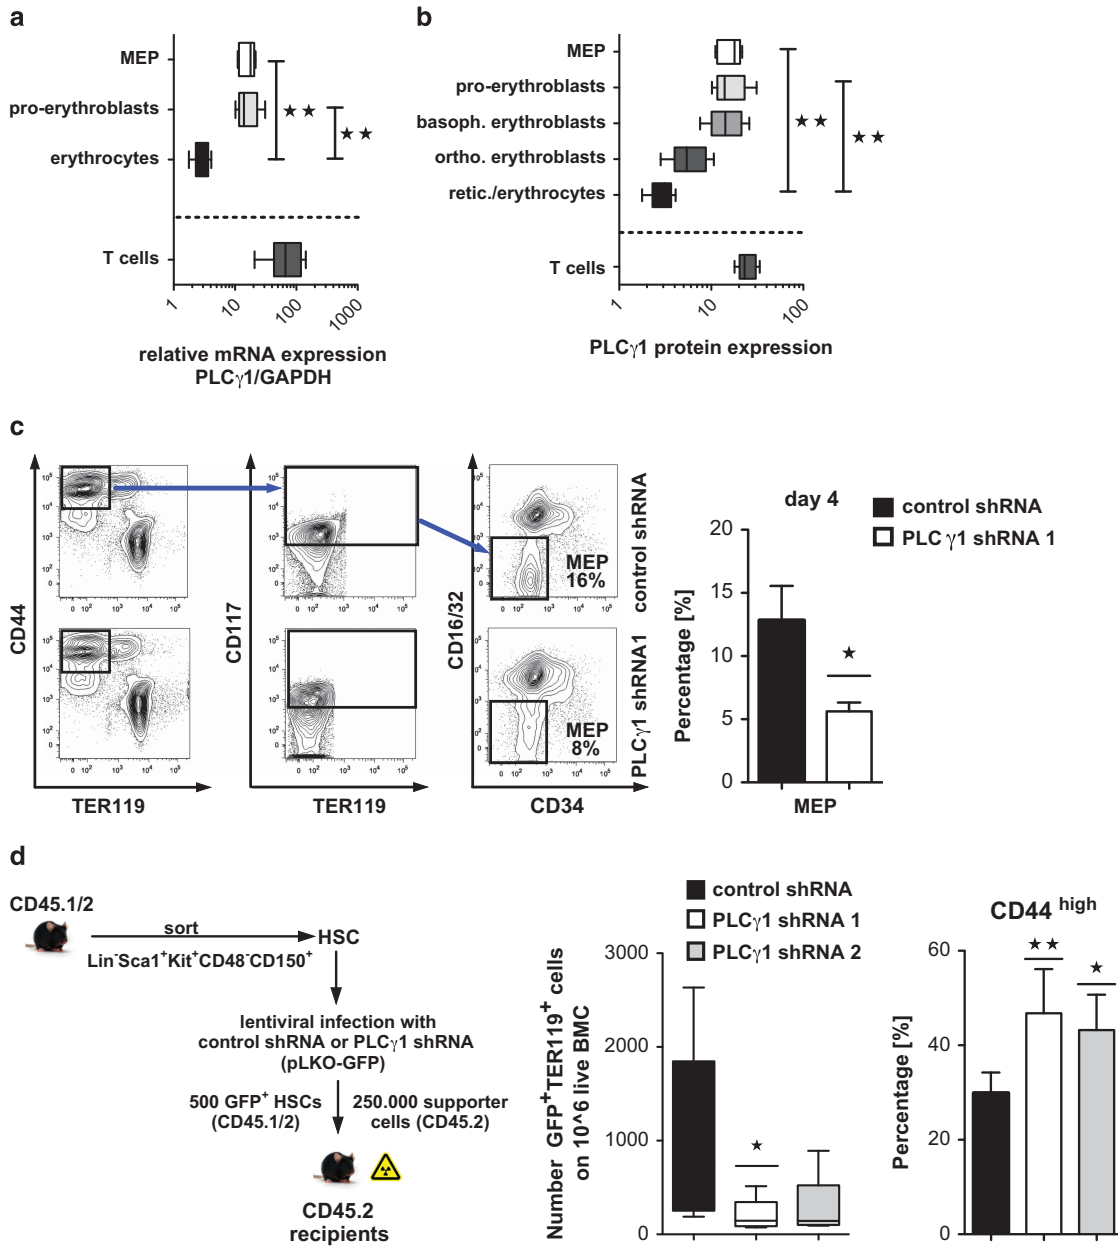 a
MEP
pro-erythroblasts
erythrocytes
T cells
★★
★★
1
10
100
1000
relative mRNA expression
PLCγ1/GAPDH
b
MEP
pro-erythroblasts
basoph. erythroblasts
ortho. erythroblasts
retic./erythrocytes
T cells
★★
★★
1
10
100
PLCγ1 protein expression
c
CD44
TER119
CD117
TER119
CD16/32
CD34
MEP
16%
MEP
8%
control shRNA
PLCγ1 shRNA1
day 4
control shRNA
PLCγ1 shRNA 1
Percentage [%]
20
15
10
5
0
★
MEP
d
CD45.1/2
sort
HSC
Lin⁻Sca1⁺Kit⁺CD48⁻CD150⁺
lentiviral infection with
control shRNA or PLCγ1 shRNA
(pLKO-GFP)
500 GFP⁺ HSCs
(CD45.1/2)
250.000 supporter
cells (CD45.2)
CD45.2
recipients
control shRNA
PLCγ1 shRNA 1
PLCγ1 shRNA 2
Number GFP⁺TER119⁺ cells
on 10^6 live BMC
3000
2000
1000
0
★
CD44 high
Percentage [%]
60
40
20
0
★★
★